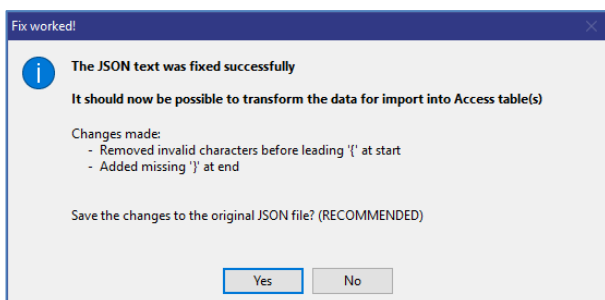 Fix worked!
The JSON text was fixed successfully
It should now be possible to transform the data for import into Access table(s)
Changes made:
- Removed invalid characters before leading '{' at start
- Added missing '}' at end
Save the changes to the original JSON file? (RECOMMENDED)
Yes No